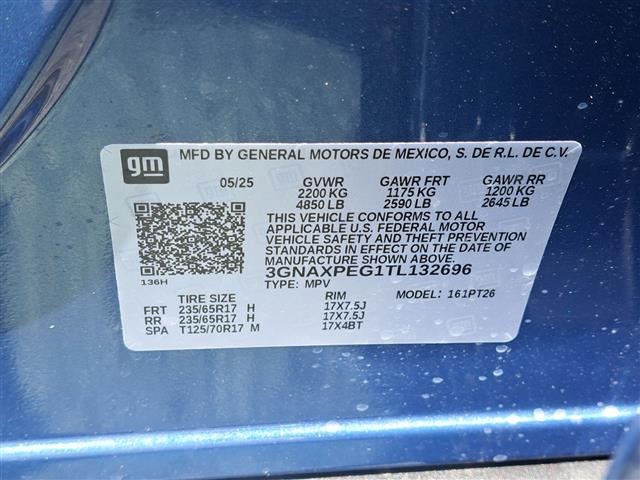 gm MFD BY GENERAL MOTORS DE MEXICO, S. DE R.L. DE C.V.
05/25 GVWR GAWR FRT GAWR RR
2200 KG 1175 KG 1200 KG
4850 LB 2590 LB 2645 LB
THIS VEHICLE CONFORMS TO ALL
APPLICABLE U.S. FEDERAL MOTOR
VEHICLE SAFETY AND THEFT PREVENTION
STANDARDS IN EFFECT ON THE DATE OF
MANUFACTURE SHOWN ABOVE.
3GNAXPEG1TL132696
136H
TYPE: MPV
TIRE SIZE RIM MODEL: 161PT26
FRT 235/65R17 H 17X7.5J
RR 235/65R17 H 17X7.5J
SPA T125/70R17 M 17X4BT